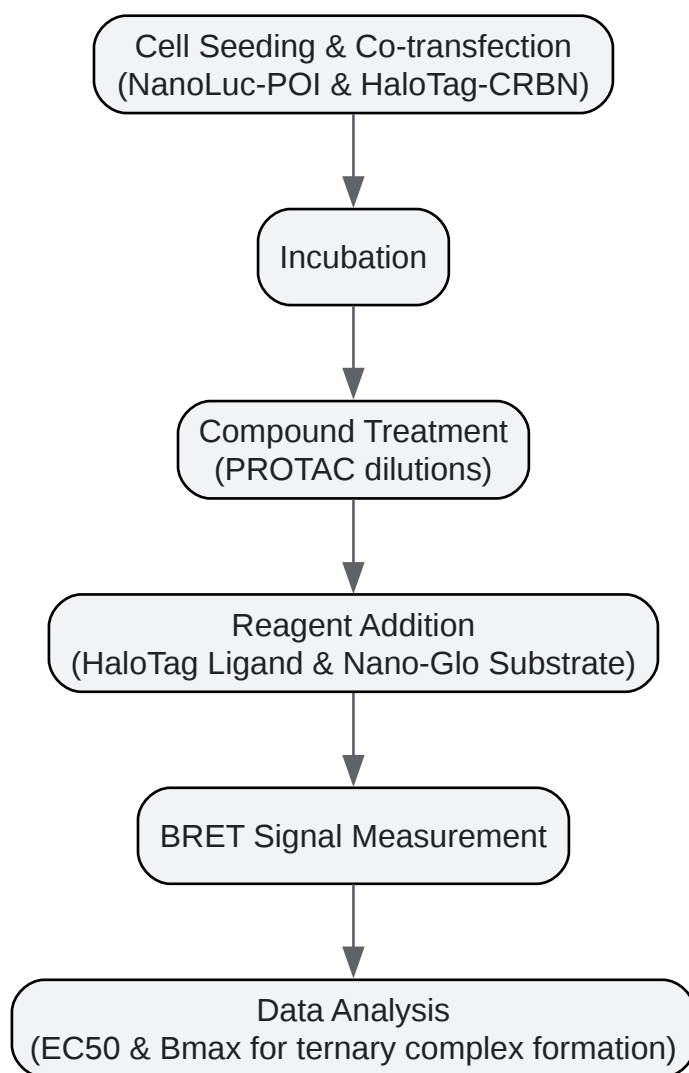 Cell Seeding & Co-transfection
(NanoLuc-POI & HaloTag-CRBN)
Incubation
Compound Treatment
(PROTAC dilutions)
Reagent Addition
(HaloTag Ligand & Nano-Glo Substrate)
BRET Signal Measurement
Data Analysis
(EC50 & Bmax for ternary complex formation)